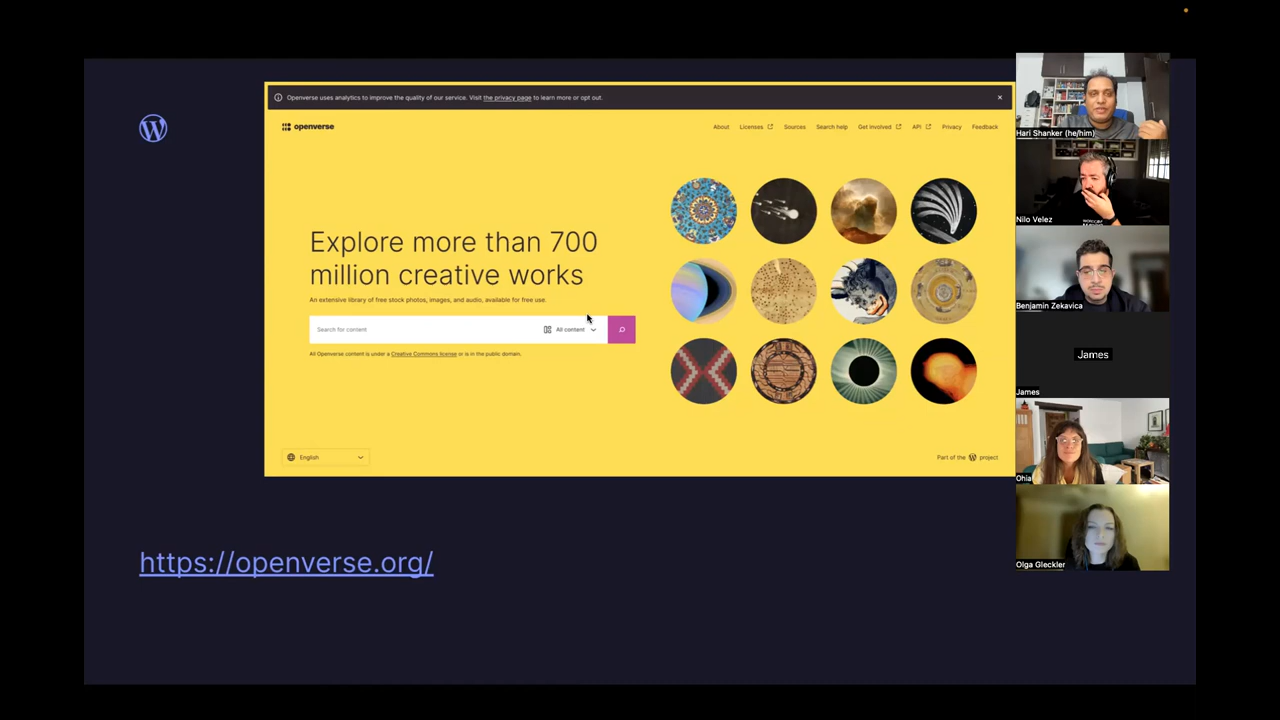 Openverse uses analytics to improve the quality of our service. Visit the privacy page to learn more or opt out.
openverse
About Licenses Sources Search help Get involved API Privacy Feedback
Explore more than 700
million creative works
An extensive library of free stock photos, images, and audio, available for free use.
Search for content All content
All Openverse content is under a Creative Commons license or is in the public domain.
English
Part of the W project
https://openverse.org/
Hari Shanker (he/him)
Nilo Velez
Benjamin Zekavica
James
James
Ohia
Olga Gleckler